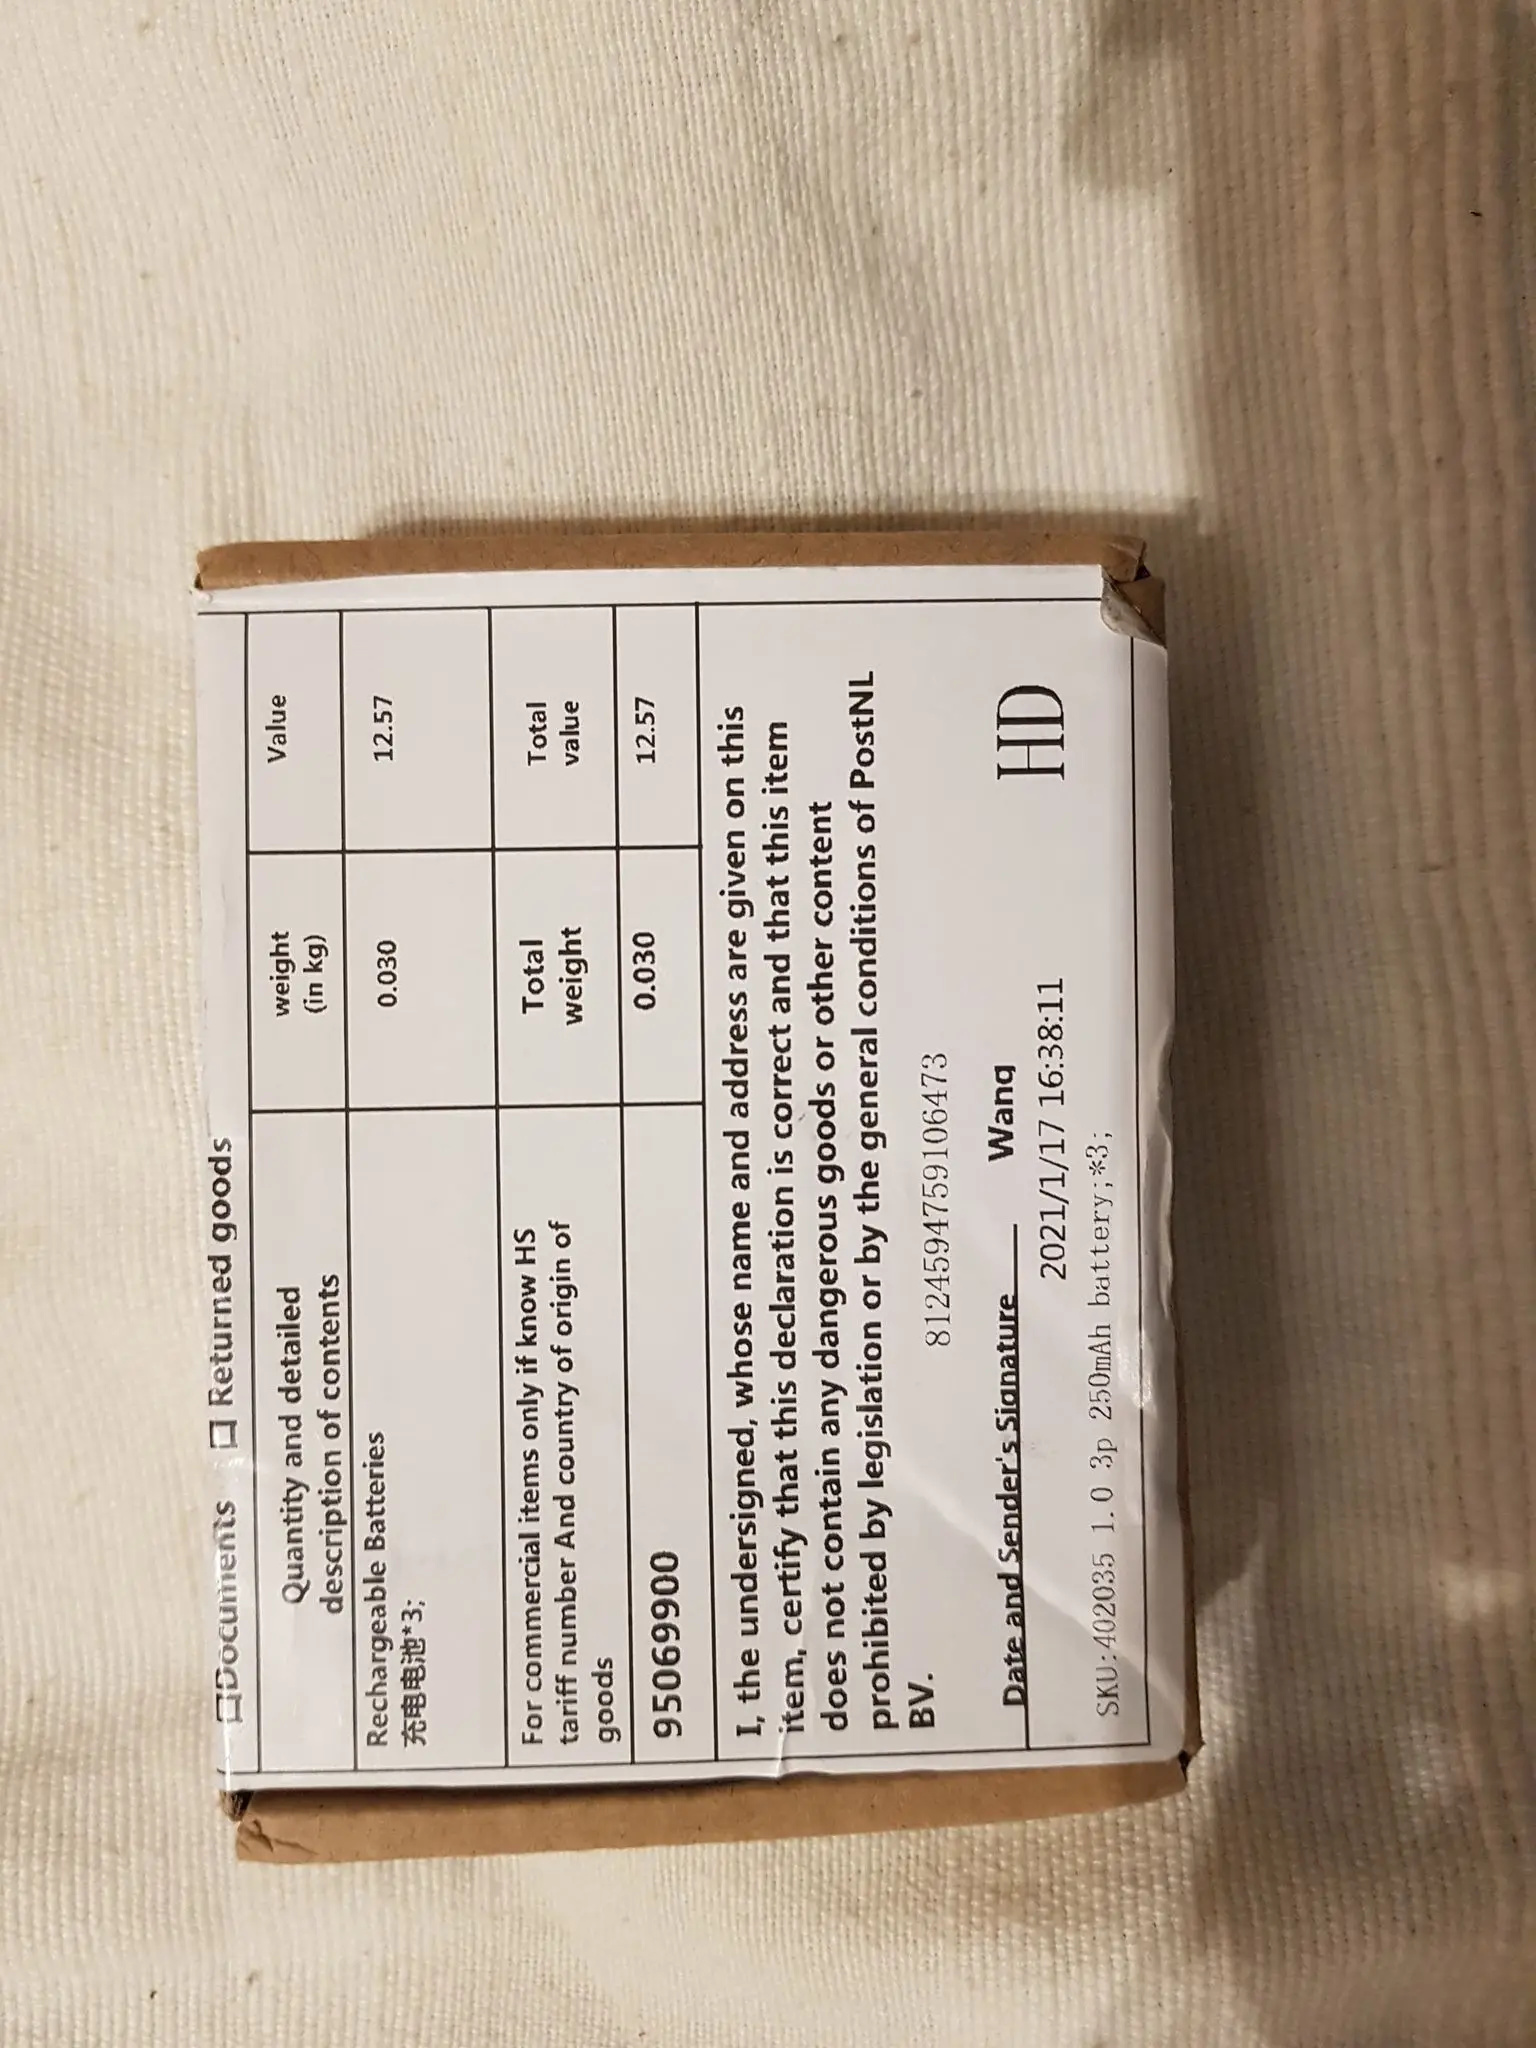 Documents Returned goods
Quantity and detailed
description of contents
weight
(in kg)
Value
Rechargeable Batteries
充电电池*3;
0.030
12.57
For commercial items only if know HS
tariff number And country of origin of
goods
Total
weight
Total
value
95069900
0.030
12.57
I, the undersigned, whose name and address are given on this
item, certify that this declaration is correct and that this item
does not contain any dangerous goods or other content
prohibited by legislation or by the general conditions of PostNL
BV.
8124594759106473
Date and Sender's Signature Wang
HD
2021/1/17 16:38:11
SKU:402035 1.0 3p 250mAh battery;*3;